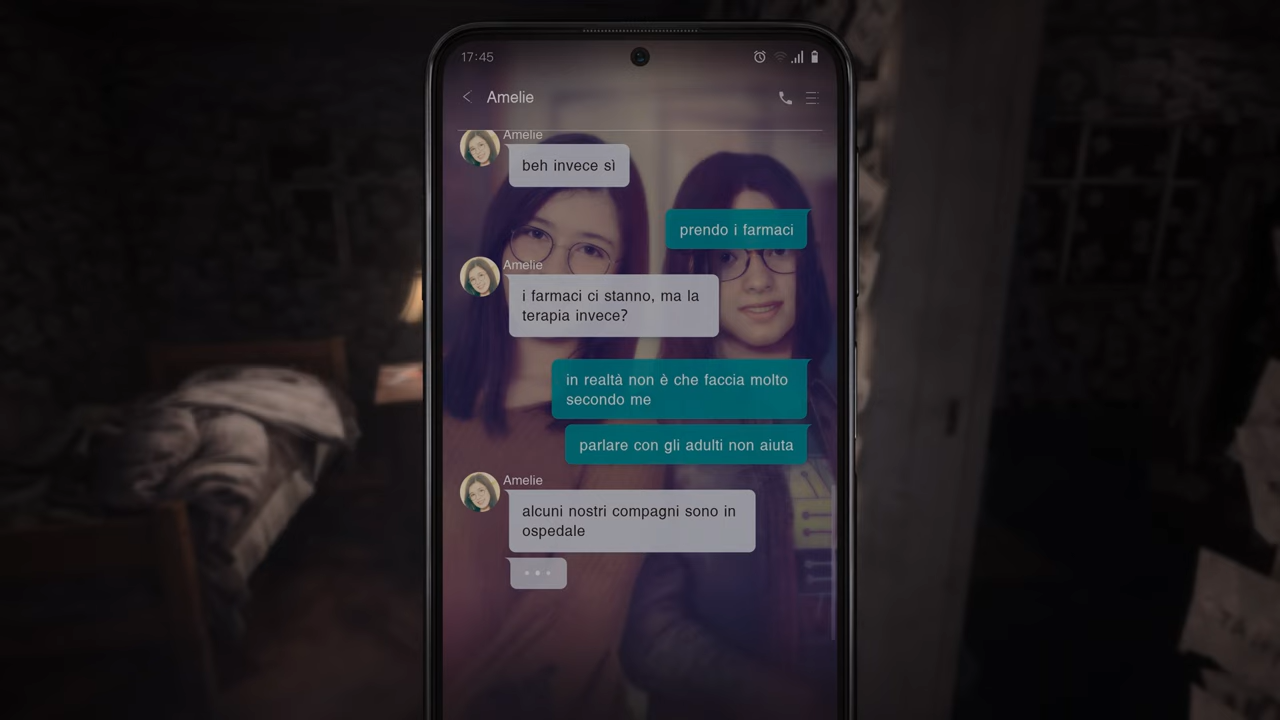 17:45
Amelie
Amelie
beh invece sì
prendo i farmaci
Amelie
i farmaci ci stanno, ma la
terapia invece?
in realtà non è che faccia molto
secondo me
parlare con gli adulti non aiuta
Amelie
alcuni nostri compagni sono in
ospedale